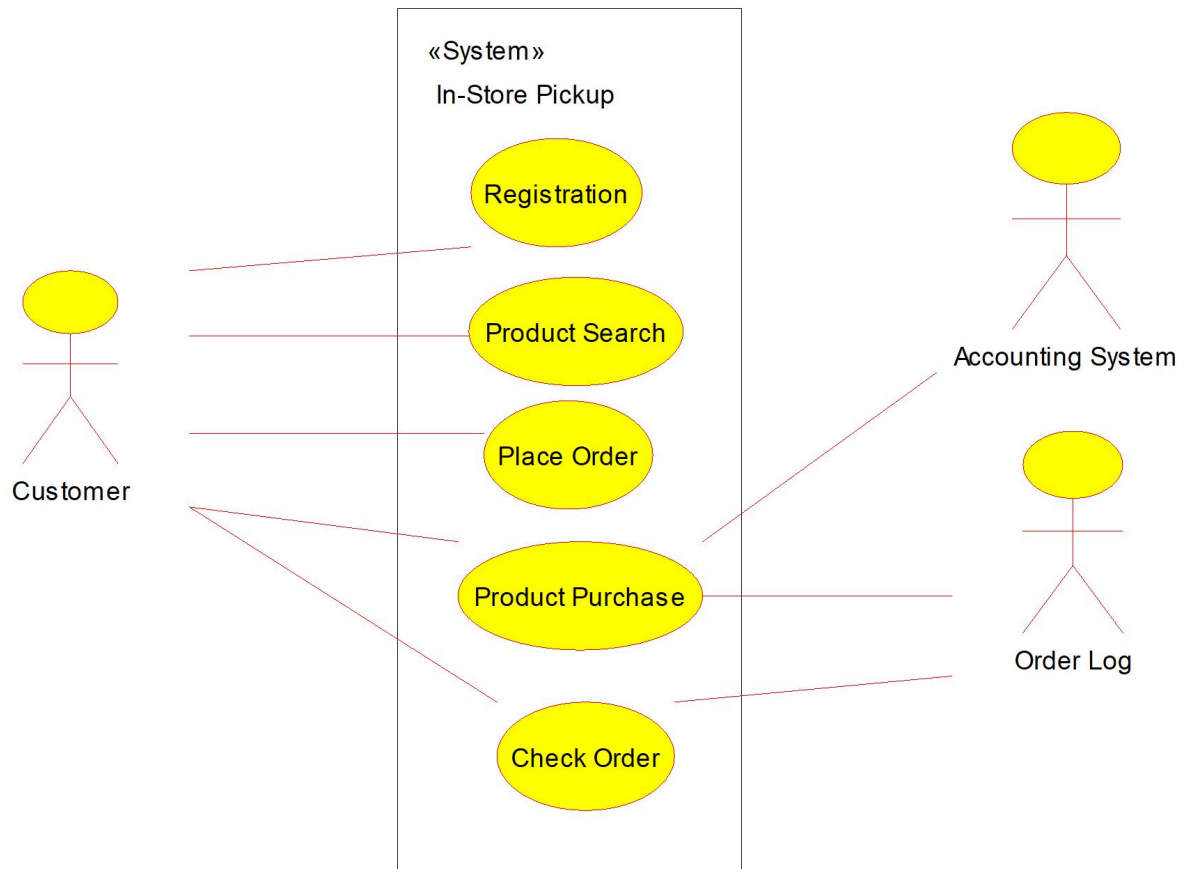 «System»
In-Store Pickup
Registration
Product Search
Place Order
Product Purchase
Check Order
Customer
Accounting System
Order Log